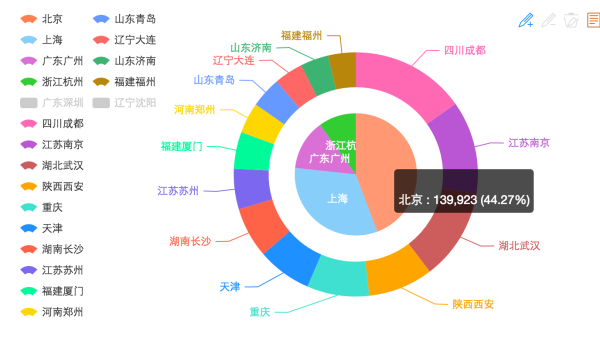 北京
上海
广东广州
浙江杭州
广东深圳
四川成都
江苏南京
湖北武汉
陕西西安
重庆
天津
湖南长沙
江苏苏州
福建厦门
河南郑州
山东青岛
辽宁大连
山东济南
福建福州
辽宁沈阳
福建福州
山东济南
辽宁大连
山东青岛
河南郑州
福建厦门
江苏苏州
湖南长沙
天津
重庆
四川成都
江苏南京
湖北武汉
陕西西安
浙江杭
广东广州
上海
北京 : 139,923 (44.27%)